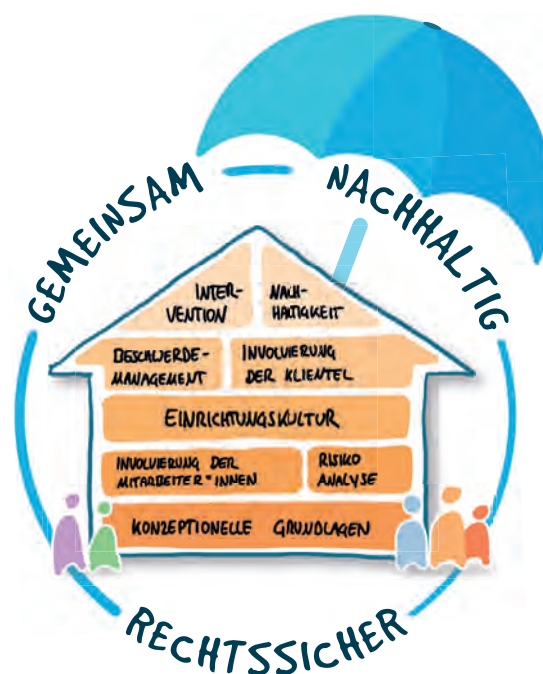 GEMEINSAM
NACHHALTIG
INTER-
VENTION
NACH-
HALTIGKEIT
BESCHWERDE-
MANAGEMENT
INVOLVIERUNG
DER KLIENTEL
EINRICHTUNGSKULTUR
INVOLVIERUNG DER
MITARBEITER*INNEN
RISIKO
ANALYSE
KONZEPTIONELLE GRUNDLAGEN
RECHTSSICHER